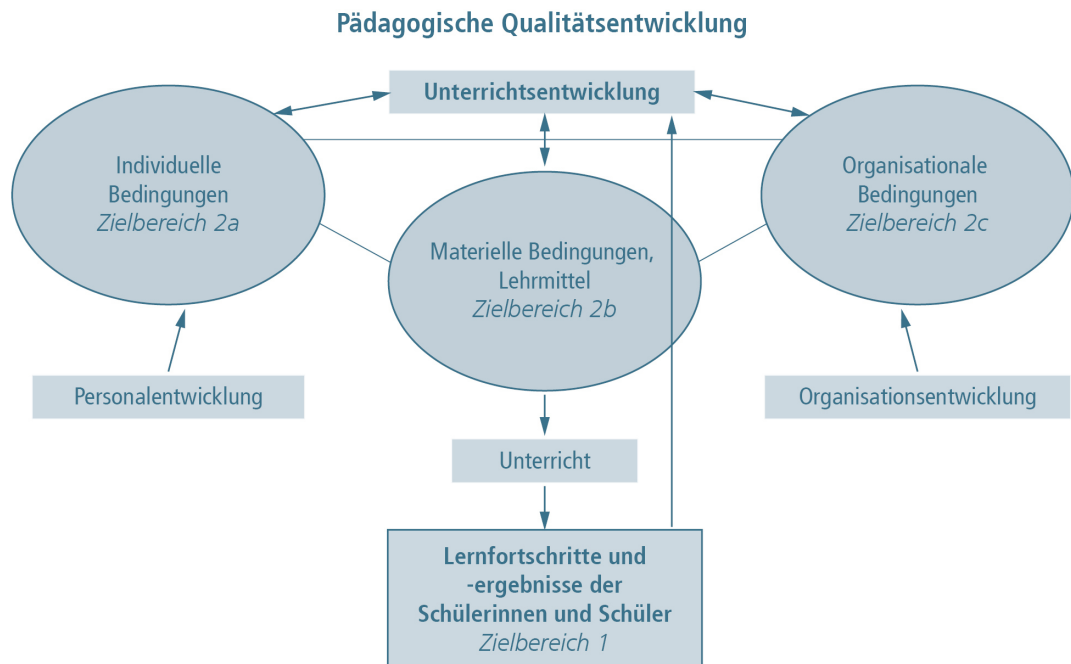 Pädagogische Qualitätsentwicklung
Unterrichtsentwicklung
Individuelle
Bedingungen
Zielbereich 2a
Organisationale
Bedingungen
Zielbereich 2c
Materielle Bedingungen,
Lehrmittel
Zielbereich 2b
Personalentwicklung
Organisationsentwicklung
Unterricht
Lernfortschritte und
-ergebnisse der
Schülerinnen und Schüler
Zielbereich 1